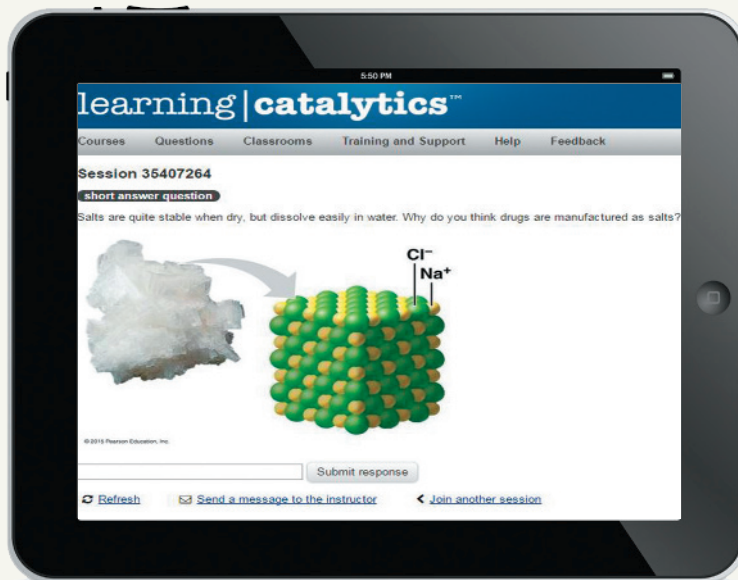 5:50 PM
learning|catalytics™
Courses Questions Classrooms Training and Support Help Feedback
Session 35407264
short answer question
Salts are quite stable when dry, but dissolve easily in water. Why do you think drugs are manufactured as salts?
Cl⁻
Na⁺
© 2015 Pearson Education, Inc.
Submit response
Refresh Send a message to the instructor Join another session